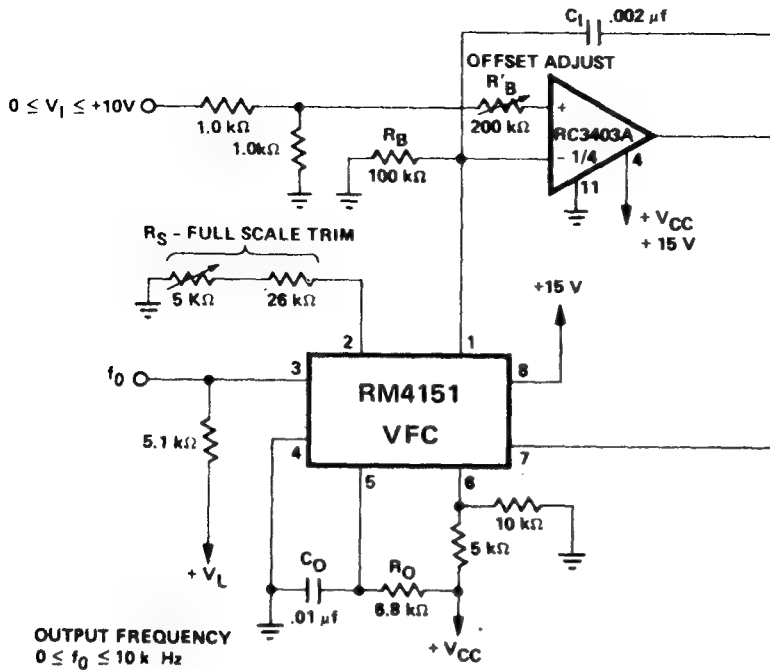 C₁ .002 μf
OFFSET ADJUST
R'B
0 ≤ V₁ ≤ +10V
1.0 kΩ
200 kΩ
+
RC3403A
1.0kΩ
RB
100 kΩ
− 1/4
4
11
+ VCC
+ 15 V
RS - FULL SCALE TRIM
5 KΩ
26 kΩ
+15 V
2
1
f0
3
8
RM4151
VFC
5.1 kΩ
4
7
5
6
10 kΩ
5 kΩ
+ VL
CO
RO
.01 μf
6.8 kΩ
OUTPUT FREQUENCY
0 ≤ f0 ≤ 10 k Hz
+ VCC